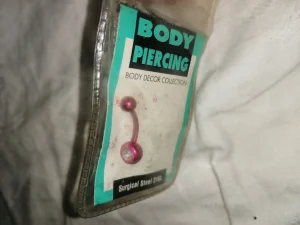 BODY
PIERCING
BODY DECOR COLLECTION
Surgical Steel 316L